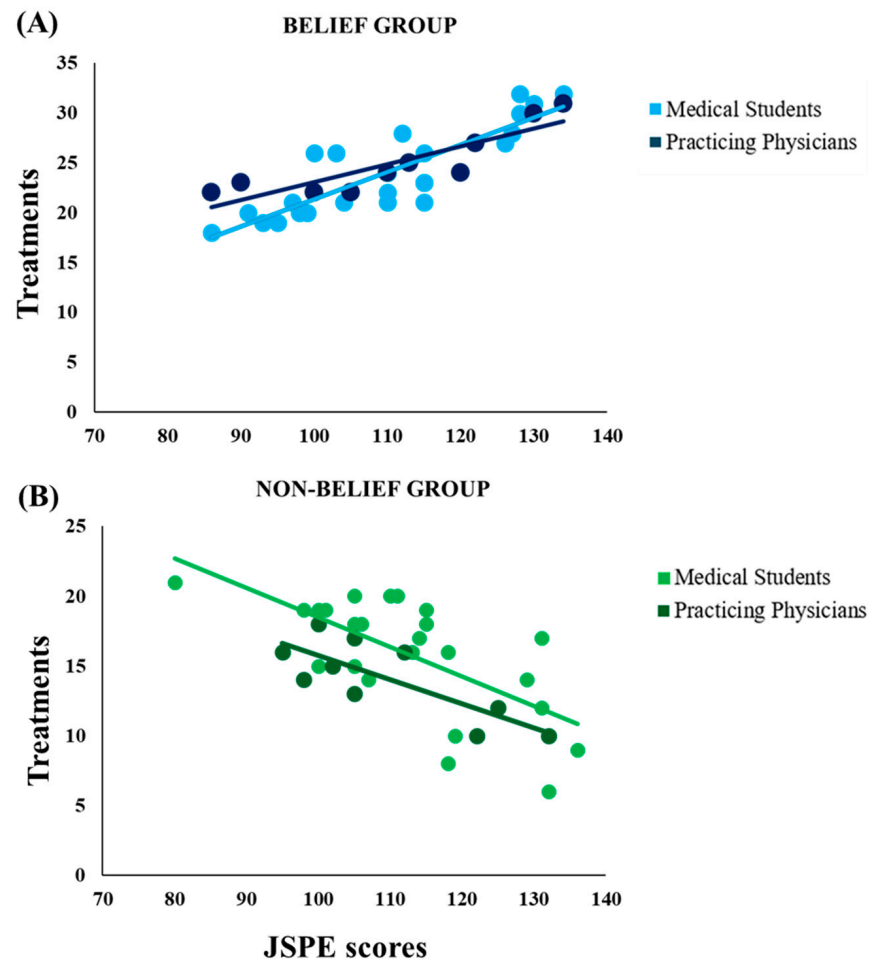 (A)
BELIEF GROUP
35
30
25
20
15
10
5
0
Treatments
70 80 90 100 110 120 130 140
Medical Students
Practicing Physicians
(B)
NON-BELIEF GROUP
25
20
15
10
5
0
Treatments
70 80 90 100 110 120 130 140
JSPE scores
Medical Students
Practicing Physicians